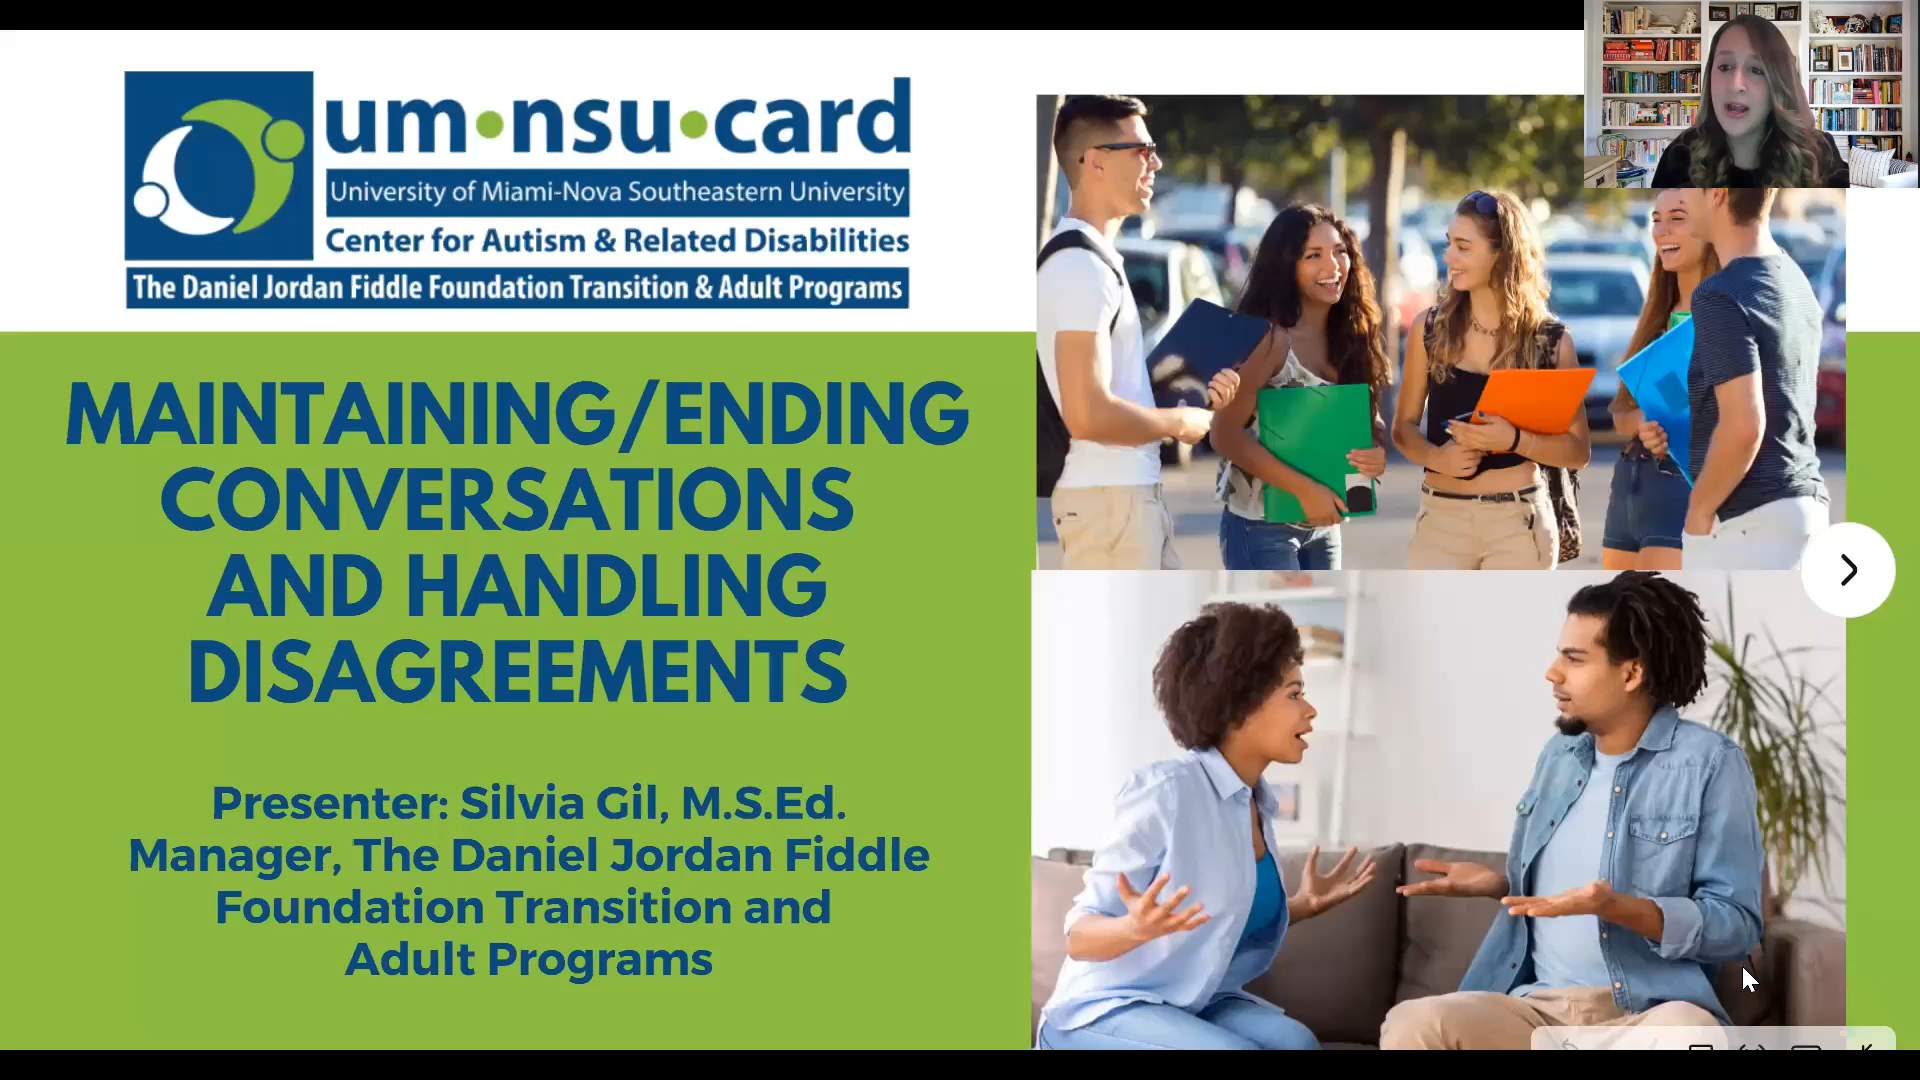 um•nsu•card
University of Miami-Nova Southeastern University
Center for Autism & Related Disabilities
The Daniel Jordan Fiddle Foundation Transition & Adult Programs
MAINTAINING/ENDING
CONVERSATIONS
AND HANDLING
DISAGREEMENTS
Presenter: Silvia Gil, M.S.Ed.
Manager, The Daniel Jordan Fiddle
Foundation Transition and
Adult Programs